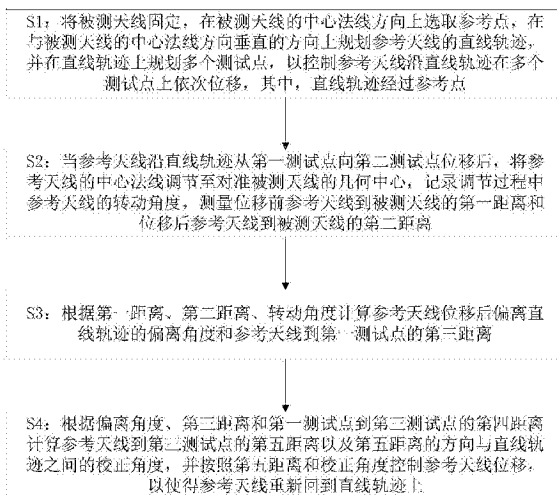 S1：将被测天线固定，在被测天线的中心法线方向上选取参考点，在
与被测天线的中心法线方向垂直的方向上规划参考天线的直线轨迹，
并在直线轨迹上规划多个测试点，以控制参考天线沿直线轨迹在多个
测试点上依次位移，其中，直线轨迹经过参考点
S2：当参考天线沿直线轨迹从第一测试点向第二测试点位移后，将参
考天线的中心法线调节至对准被测天线的几何中心，记录调节过程中
参考天线的转动角度，测量位移前参考天线到被测天线的第一距离和
位移后参考天线到被测天线的第二距离
S3：根据第一距离、第二距离、转动角度计算参考天线位移后偏离直
线轨迹的偏离角度和参考天线到第一测试点的第三距离
S4：根据偏离角度、第三距离和第一测试点到第三测试点的第四距离
计算参考天线到第三测试点的第五距离以及第五距离的方向与直线轨
迹之间的校正角度，并按照第五距离和校正角度控制参考天线位移，
以使得参考天线重新回到直线轨迹上